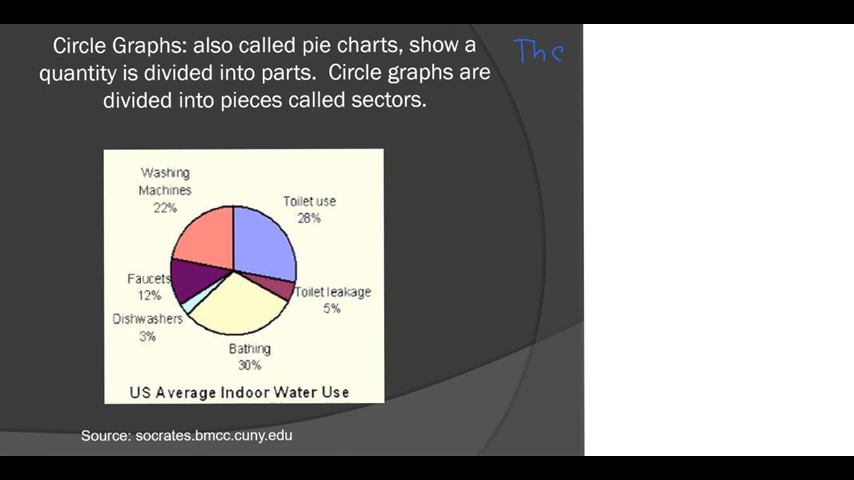 Circle Graphs: also called pie charts, show a
quantity is divided into parts. Circle graphs are
divided into pieces called sectors.
The
Washing
Machines
22%
Toilet use
28%
Faucets
12%
Toilet leakage
5%
Dishwashers
3%
Bathing
30%
US Average Indoor Water Use
Source: socrates.bmcc.cuny.edu